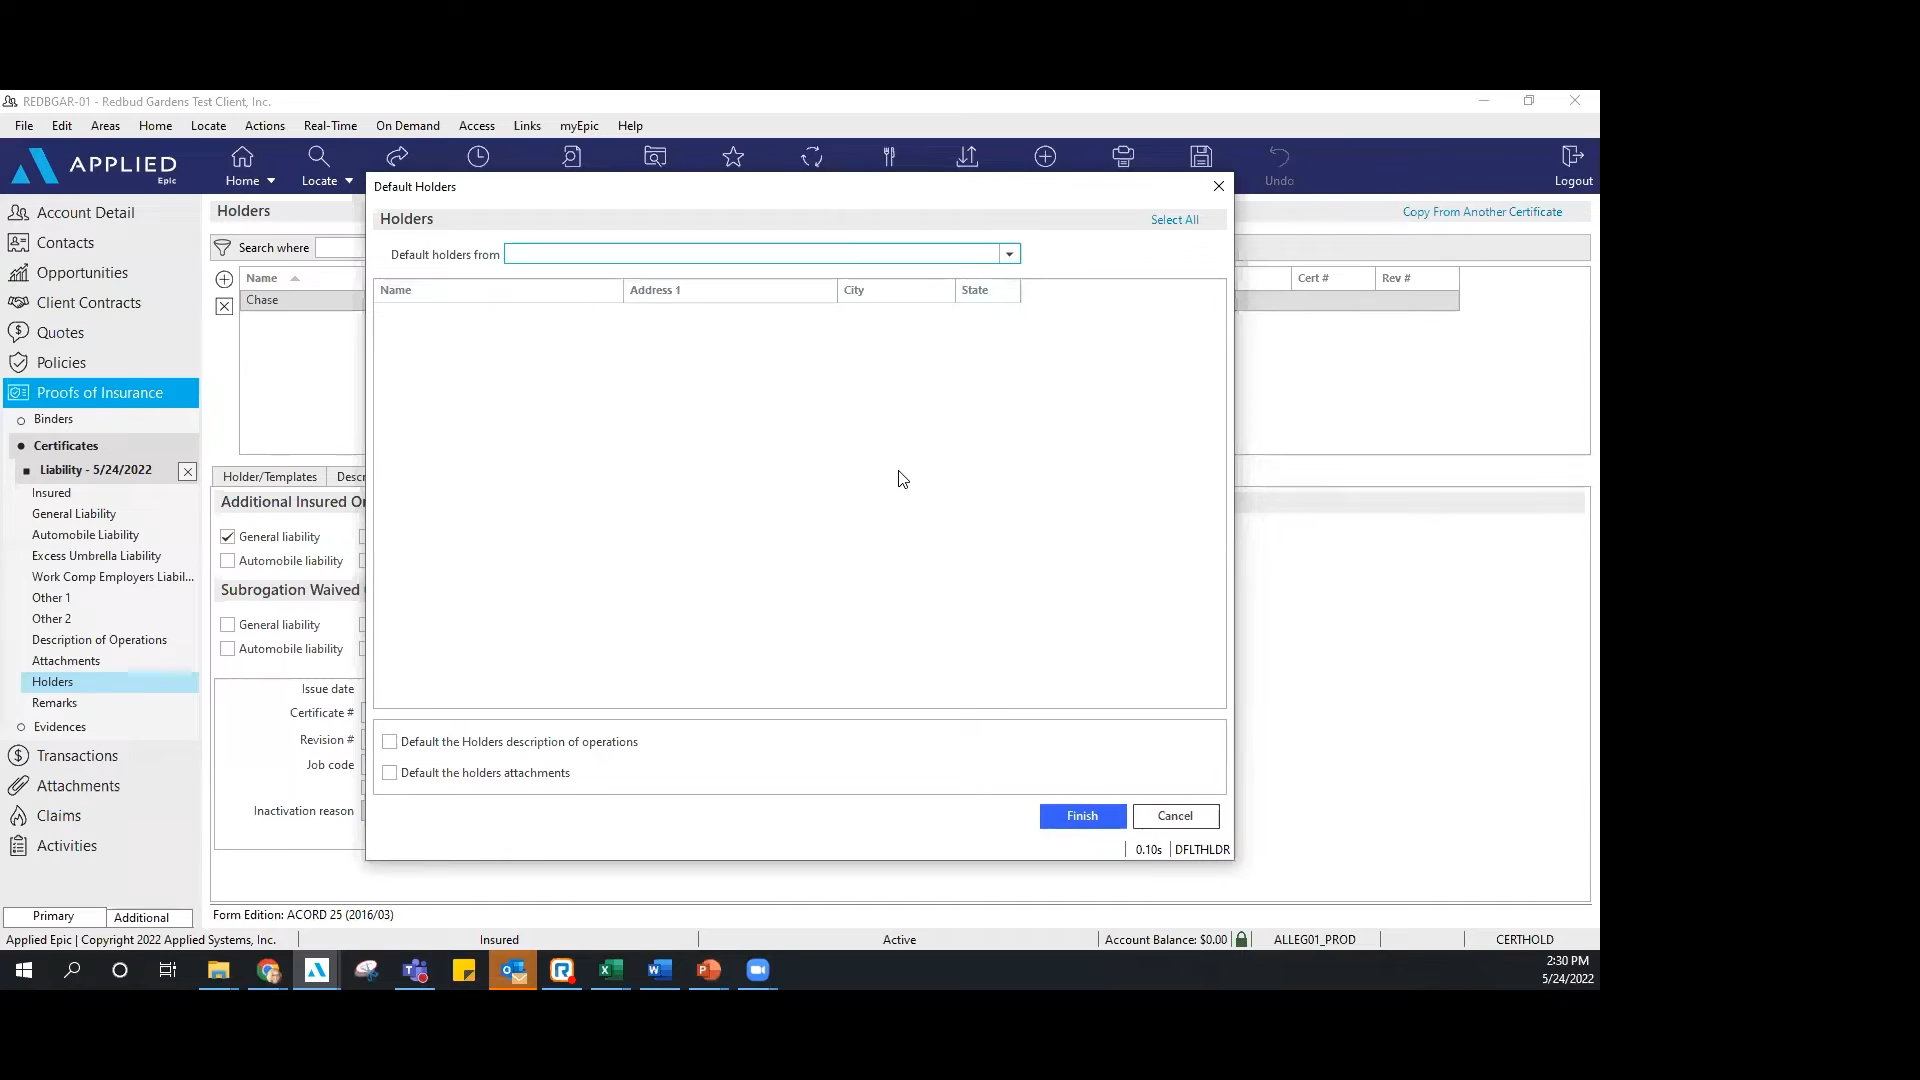 REDBGAR-01 - Redbud Gardens Test Client, Inc.
File Edit Areas Home Locate Actions Real-Time On Demand Access Links myEpic Help
APPLIED
Epic
Home
Locate
Undo
Logout
Account Detail
Contacts
Opportunities
Client Contracts
Quotes
Policies
Proofs of Insurance
Binders
Certificates
Liability - 5/24/2022
Insured
General Liability
Automobile Liability
Excess Umbrella Liability
Work Comp Employers Liabil...
Other 1
Other 2
Description of Operations
Attachments
Holders
Remarks
Evidences
Transactions
Attachments
Claims
Activities
Primary
Additional
Holders
Copy From Another Certificate
Search where
Name
Cert #
Rev #
Chase
Holder/Templates
Descr
Additional Insured O
General liability
Automobile liability
Subrogation Waived
General liability
Automobile liability
Issue date
Certificate #
Revision #
Job code
Inactivation reason
Form Edition: ACORD 25 (2016/03)
Default Holders
Holders
Select All
Default holders from
Name
Address 1
City
State
Default the Holders description of operations
Default the holders attachments
Finish
Cancel
0.10s
DFLTHLDR
Applied Epic | Copyright 2022 Applied Systems, Inc.
Insured
Active
Account Balance: $0.00
ALLEG01_PROD
CERTHOLD
2:30 PM
5/24/2022